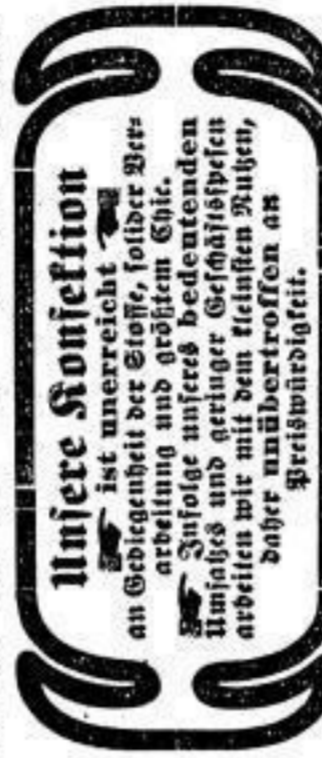 Unsere Konfektion
☛ ist unerreicht ☚
an Gediegenheit der Stoffe, solider Ver-
arbeitung und größtem Chic.
☛ Infolge unseres bedeutenden
Umsatzes und geringer Geschäftsspesen
arbeiten wir mit dem kleinsten Nutzen,
daher unübertroffen an
Preiswürdigkeit.